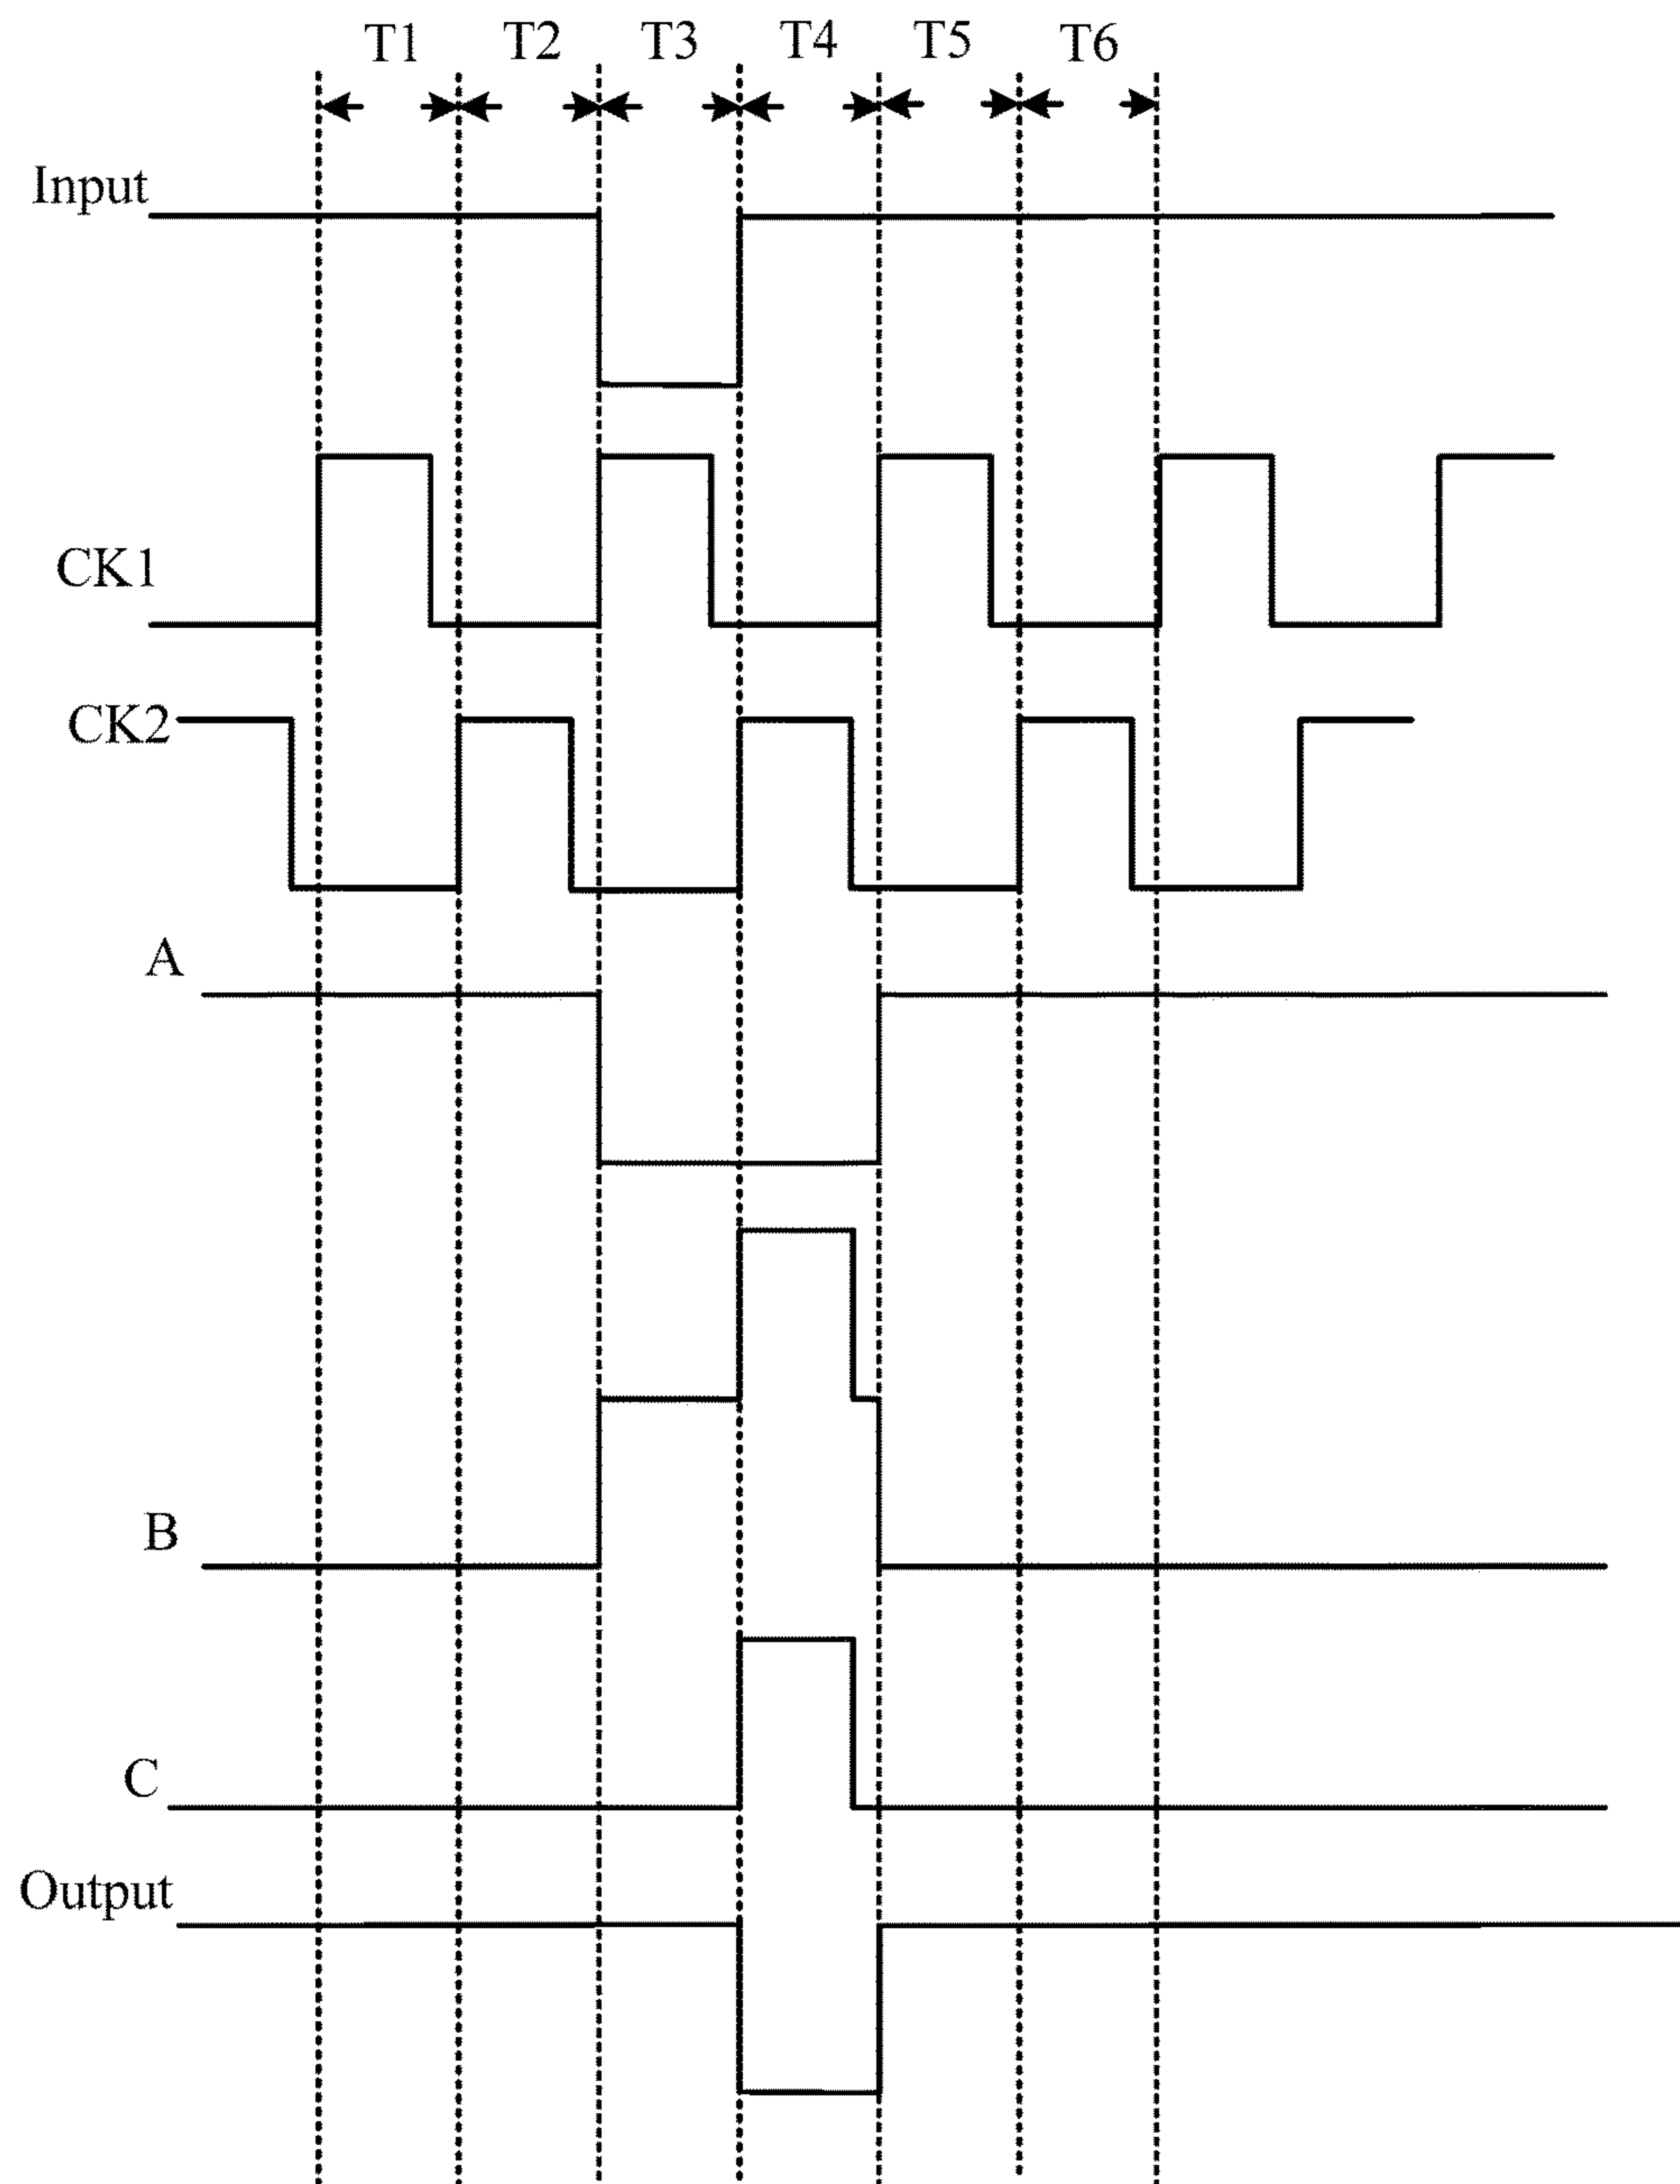 T1 T2 T3 T4 T5 T6
Input
CK1
CK2
A
B
C
Output